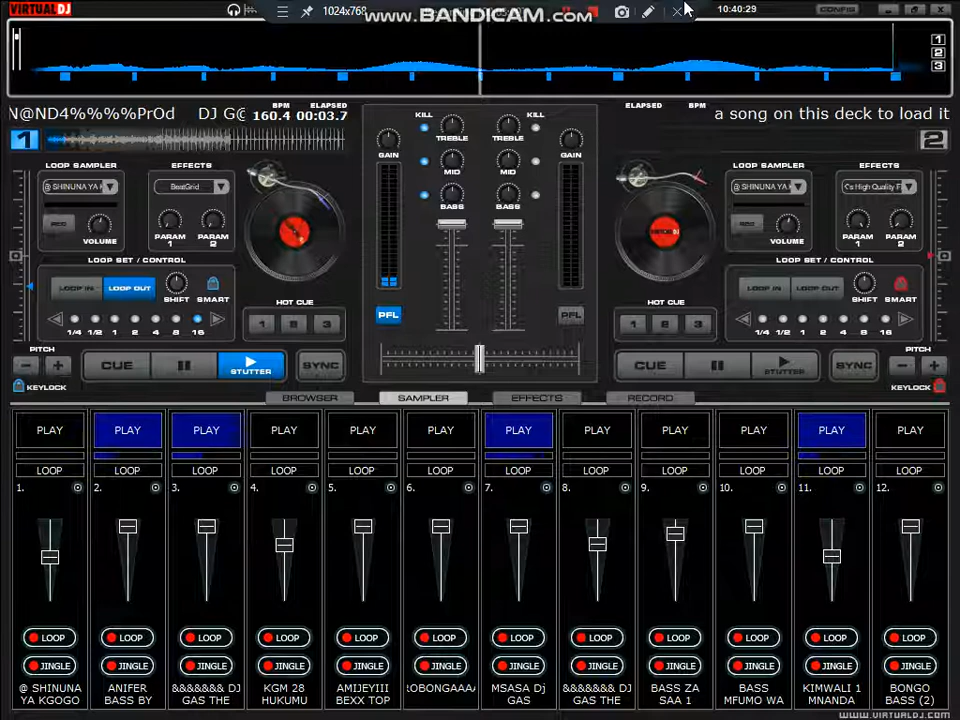 VIRTUALDJ
1024x768
www.BANDICAM.com
10:40:29
CONFIG
1
2
3
N@ND4%%%%PrOd DJ G@
BPM
ELAPSED
160.4 00:03.7
KILL
KILL
ELAPSED
BPM
a song on this deck to load it
1
GAIN
TREBLE
TREBLE
GAIN
2
LOOP SAMPLER
EFFECTS
MID
MID
LOOP SAMPLER
EFFECTS
@ SHINUNA YA K
BeatGrid
@ SHINUNA YA K
C's High Quality F
BASS
BASS
REC
VOLUME
PARAM 1
PARAM 2
REC
VOLUME
PARAM 1
PARAM 2
LOOP SET / CONTROL
LOOP SET / CONTROL
LOOP IN
LOOP OUT
SHIFT
SMART
LOOP IN
LOOP OUT
SHIFT
SMART
HOT CUE
HOT CUE
1/4 1/2 1 2 4 8 16
1 2 3
PFL
PFL
1 2 3
1/4 1/2 1 2 4 8 16
PITCH
PITCH
- +
CUE
STUTTER
SYNC
CUE
STUTTER
SYNC
- +
KEYLOCK
KEYLOCK
BROWSER
SAMPLER
EFFECTS
RECORD
PLAY PLAY PLAY PLAY PLAY PLAY PLAY PLAY PLAY PLAY PLAY PLAY
LOOP LOOP LOOP LOOP LOOP LOOP LOOP LOOP LOOP LOOP LOOP LOOP
1. 2. 3. 4. 5. 6. 7. 8. 9. 10. 11. 12.
LOOP LOOP LOOP LOOP LOOP LOOP LOOP LOOP LOOP LOOP LOOP LOOP
JINGLE JINGLE JINGLE JINGLE JINGLE JINGLE JINGLE JINGLE JINGLE JINGLE JINGLE JINGLE
@ SHINUNA
YA KGOGO
ANIFER
BASS BY
&&&&&&& DJ
GAS THE
KGM 28
HUKUMU
AMIJEYIII
BEXX TOP
OBONGAAA
MSASA Dj
GAS
&&&&&&& DJ
GAS THE
BASS ZA
SAA 1
BASS
MFUMO WA
KIMWALI 1
MNANDA
BONGO
BASS (2)
WWW.VIRTUALDJ.COM